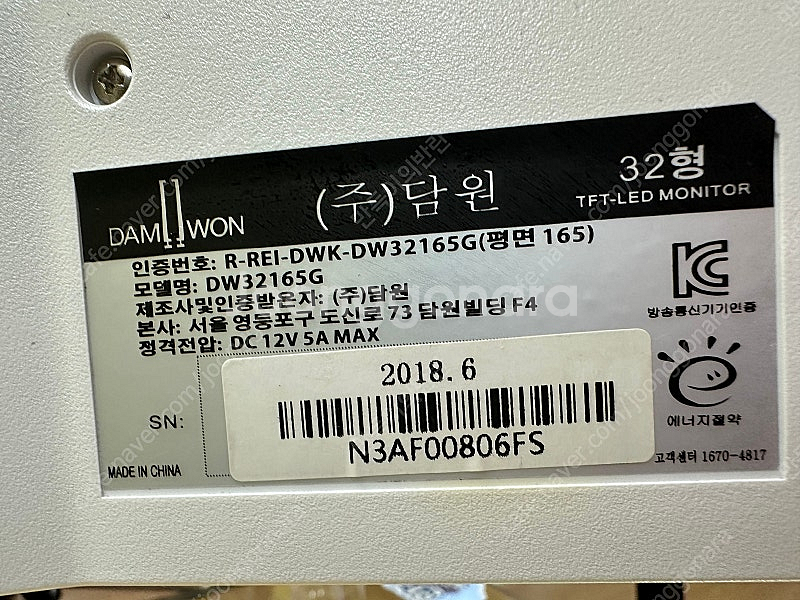 DAMWON (주)담원 32형
TFT-LED MONITOR
인증번호: R-REI-DWK-DW32165G(평면 165)
모델명: DW32165G
제조사및인증받은자: (주)담원
본사: 서울 영등포구 도신로 73 담원빌딩 F4
정격전압: DC 12V 5A MAX
방송통신기기인증
2018.6
SN:
N3AF00806FS
에너지절약
MADE IN CHINA
고객센터 1670-4817
joonggonara